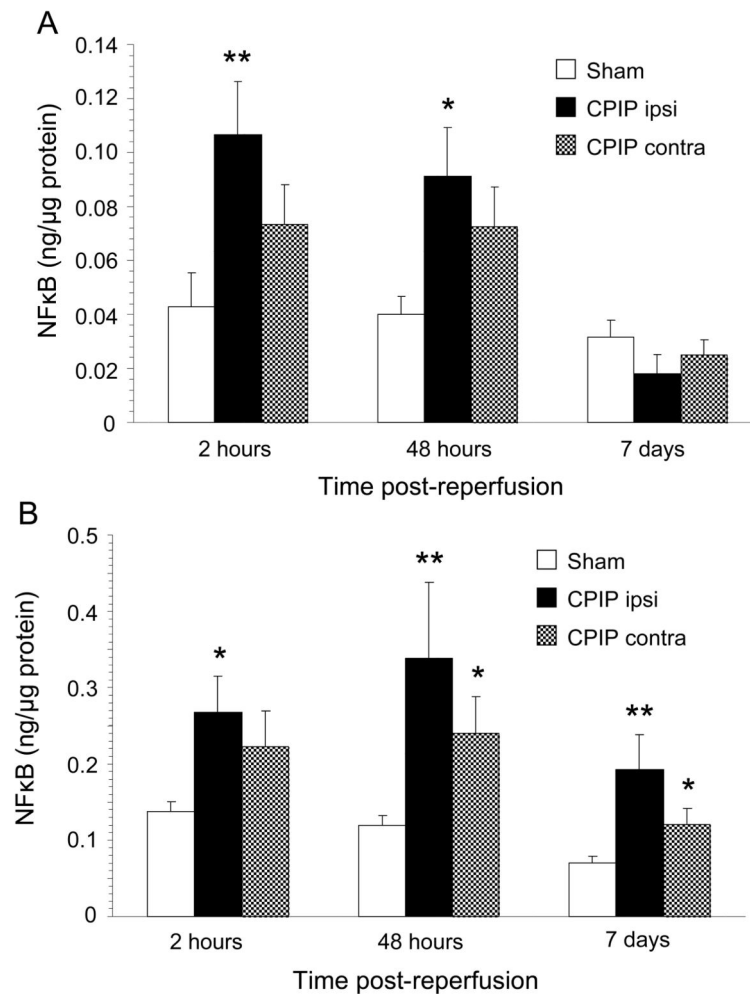 A
0.14
0.12
0.10
0.08
0.06
0.04
0.02
0
NFκB (ng/µg protein)
**
*
Sham
CPIP ipsi
CPIP contra
2 hours
48 hours
7 days
Time post-reperfusion
B
0.5
0.4
0.3
0.2
0.1
0
NFκB (ng/µg protein)
*
**
*
**
*
Sham
CPIP ipsi
CPIP contra
2 hours
48 hours
7 days
Time post-reperfusion